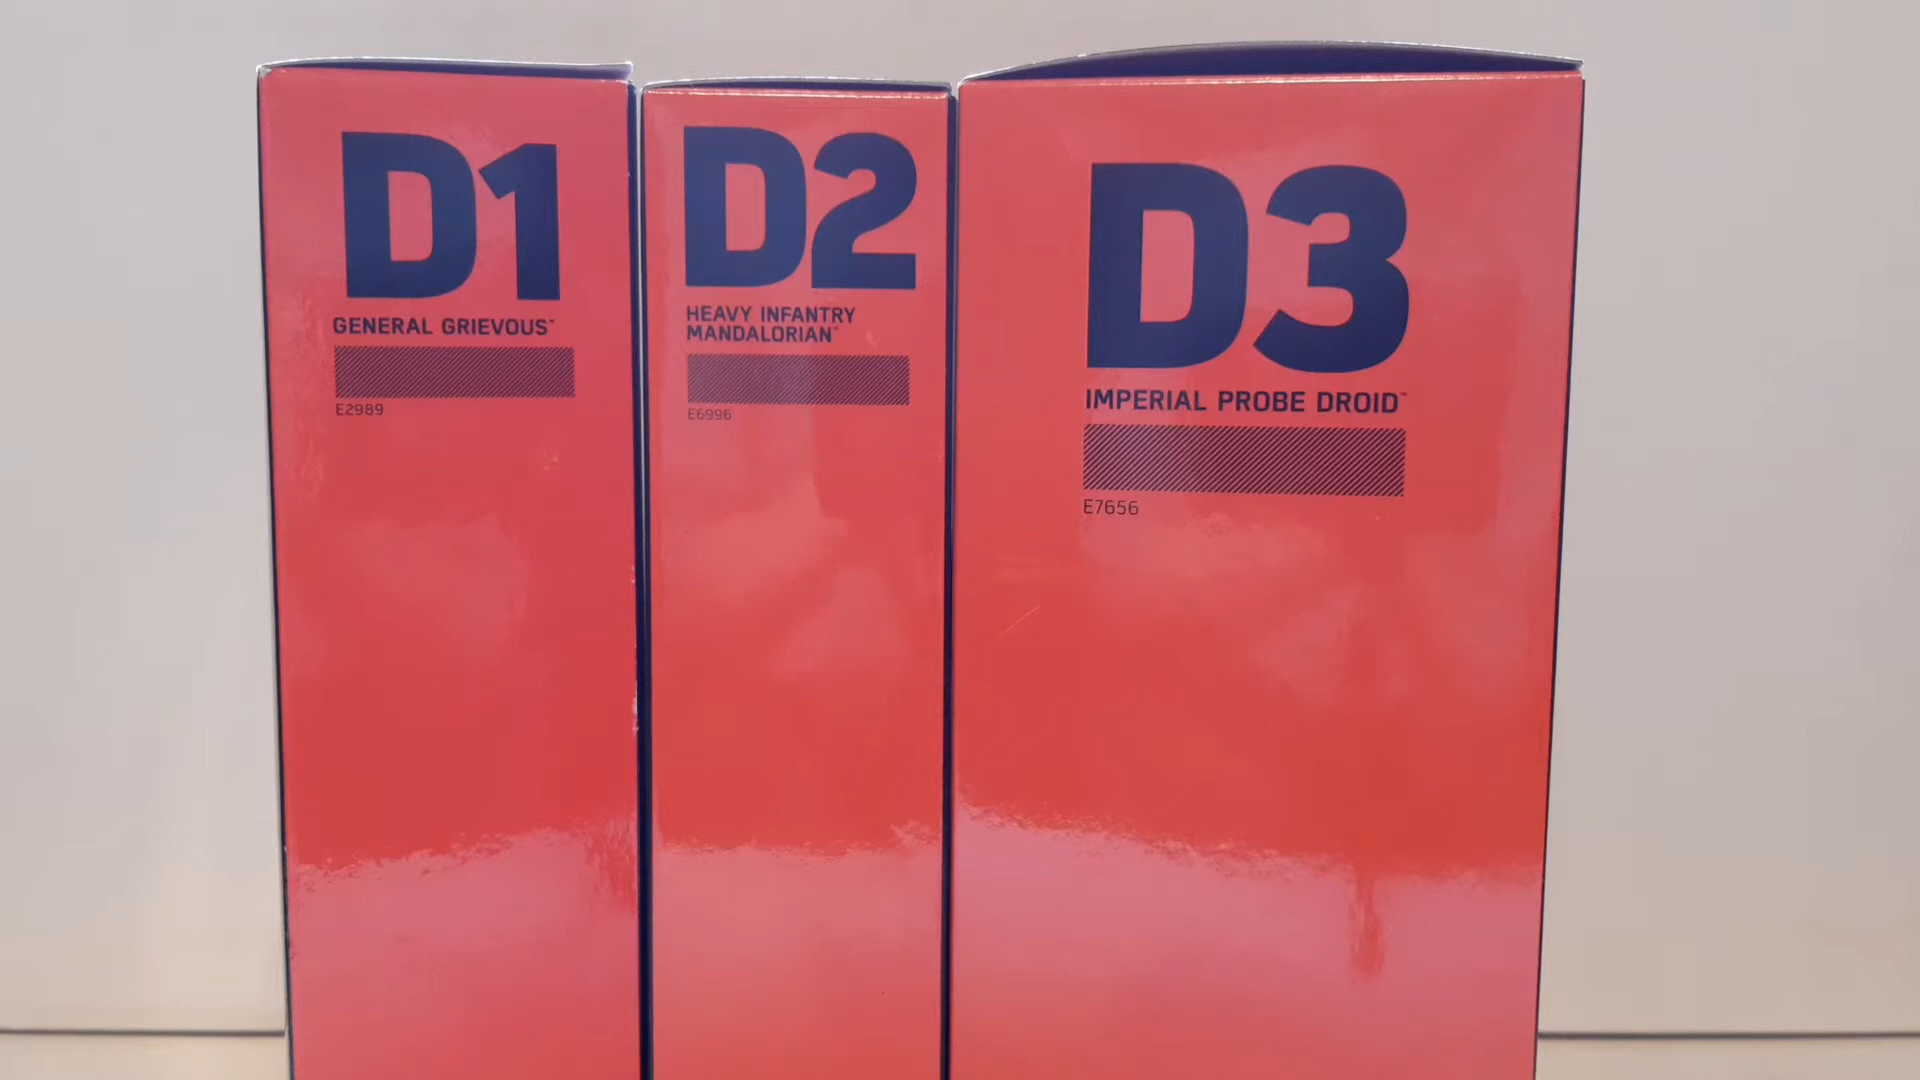 D1
GENERAL GRIEVOUS™
E2989
D2
HEAVY INFANTRY
MANDALORIAN™
E6996
D3
IMPERIAL PROBE DROID™
E7656